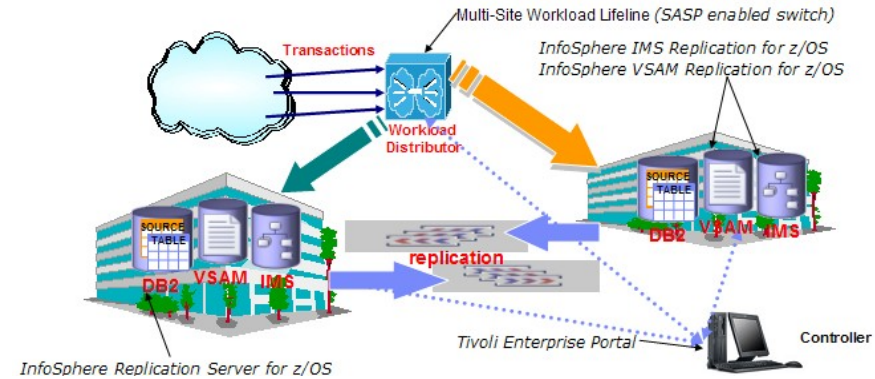 Multi-Site Workload Lifeline (SASP enabled switch)
Transactions
InfoSphere IMS Replication for z/OS
InfoSphere VSAM Replication for z/OS
Workload
Distributor
SOURCE
TABLE
DB2
VSAM
IMS
SOURCE
TABLE
DB2
VSAM
IMS
replication
Tivoli Enterprise Portal
Controller
InfoSphere Replication Server for z/OS